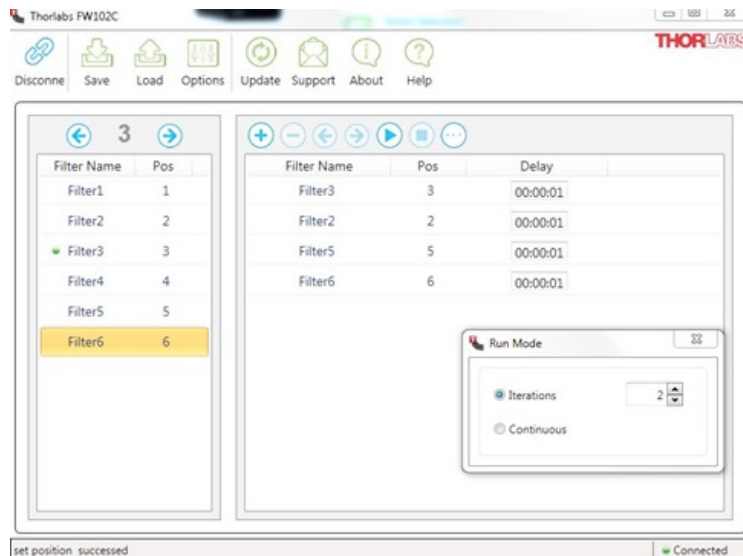 Thorlabs FW102C
THORLABS
Disconne Save Load Options Update Support About Help
3
Filter Name Pos
Filter1 1
Filter2 2
Filter3 3
Filter4 4
Filter5 5
Filter6 6
Filter Name Pos Delay
Filter3 3 00:00:01
Filter2 2 00:00:01
Filter5 5 00:00:01
Filter6 6 00:00:01
Run Mode
Iterations 2
Continuous
set position successed
Connected